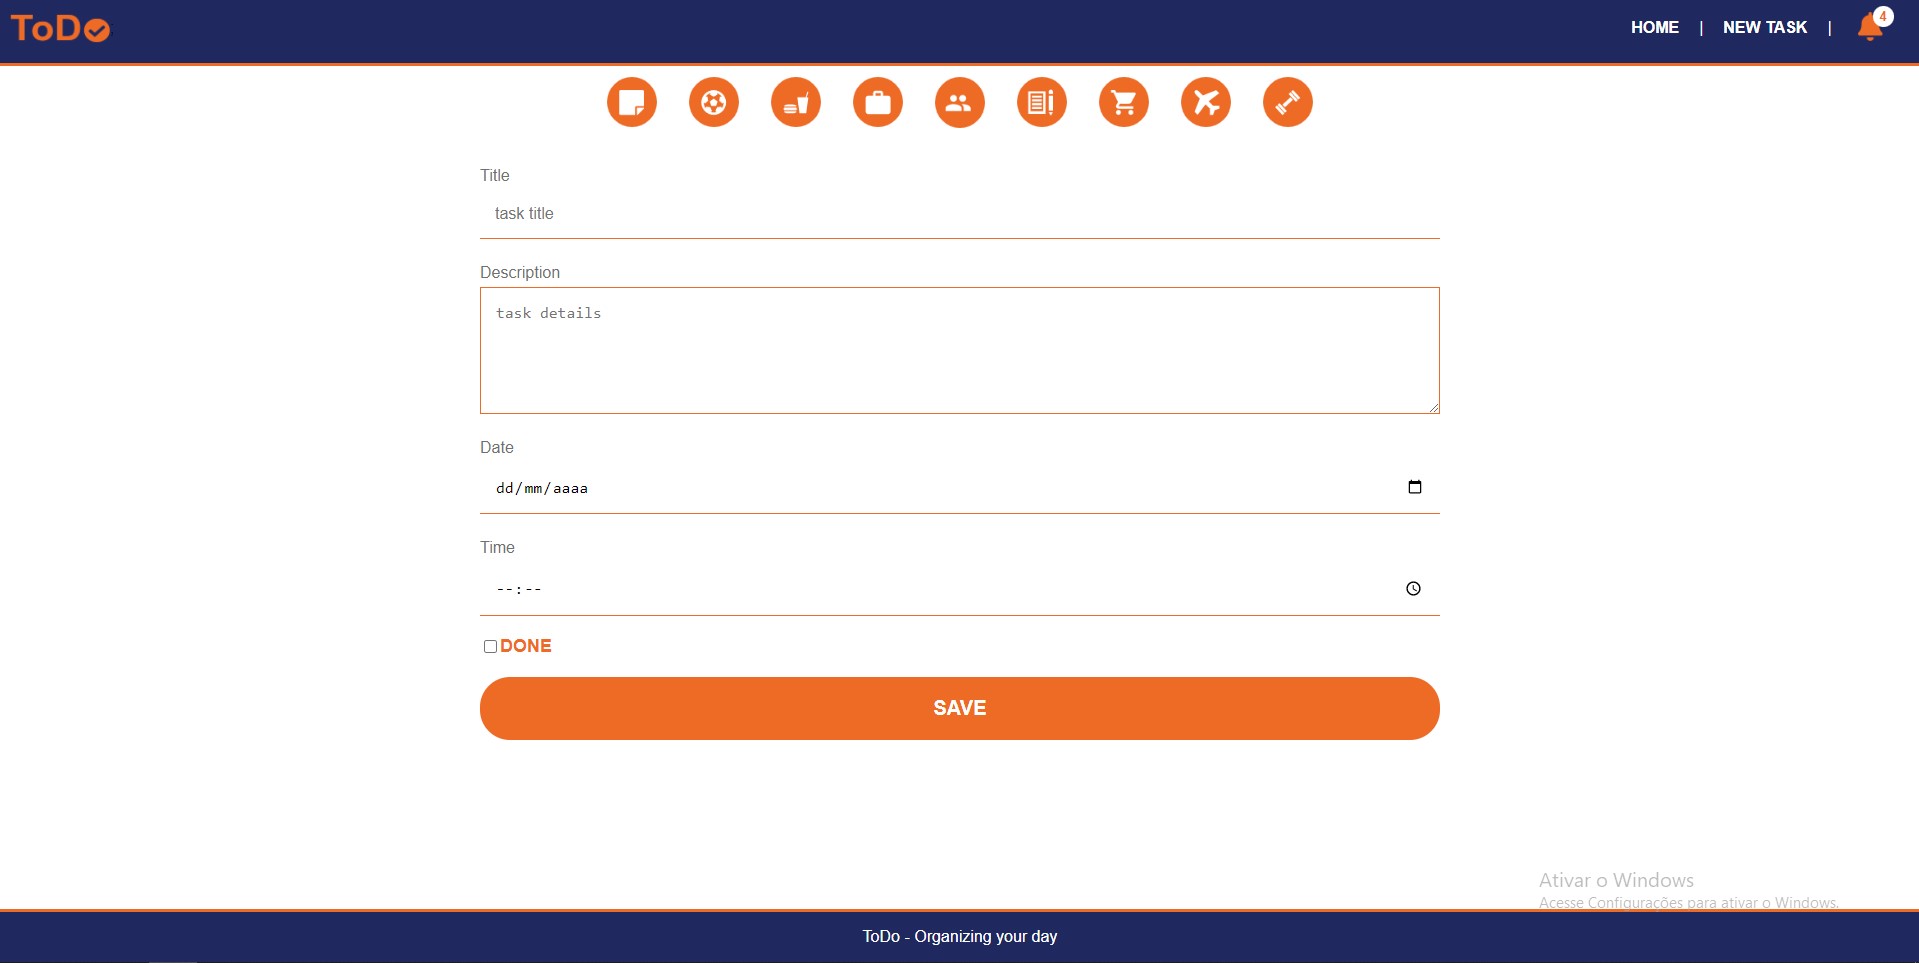 ToDo
HOME | NEW TASK | 4
Title
task title
Description
task details
Date
dd/mm/aaaa
Time
--:--
DONE
SAVE
Ativar o Windows
Acesse Configurações para ativar o Windows.
ToDo - Organizing your day